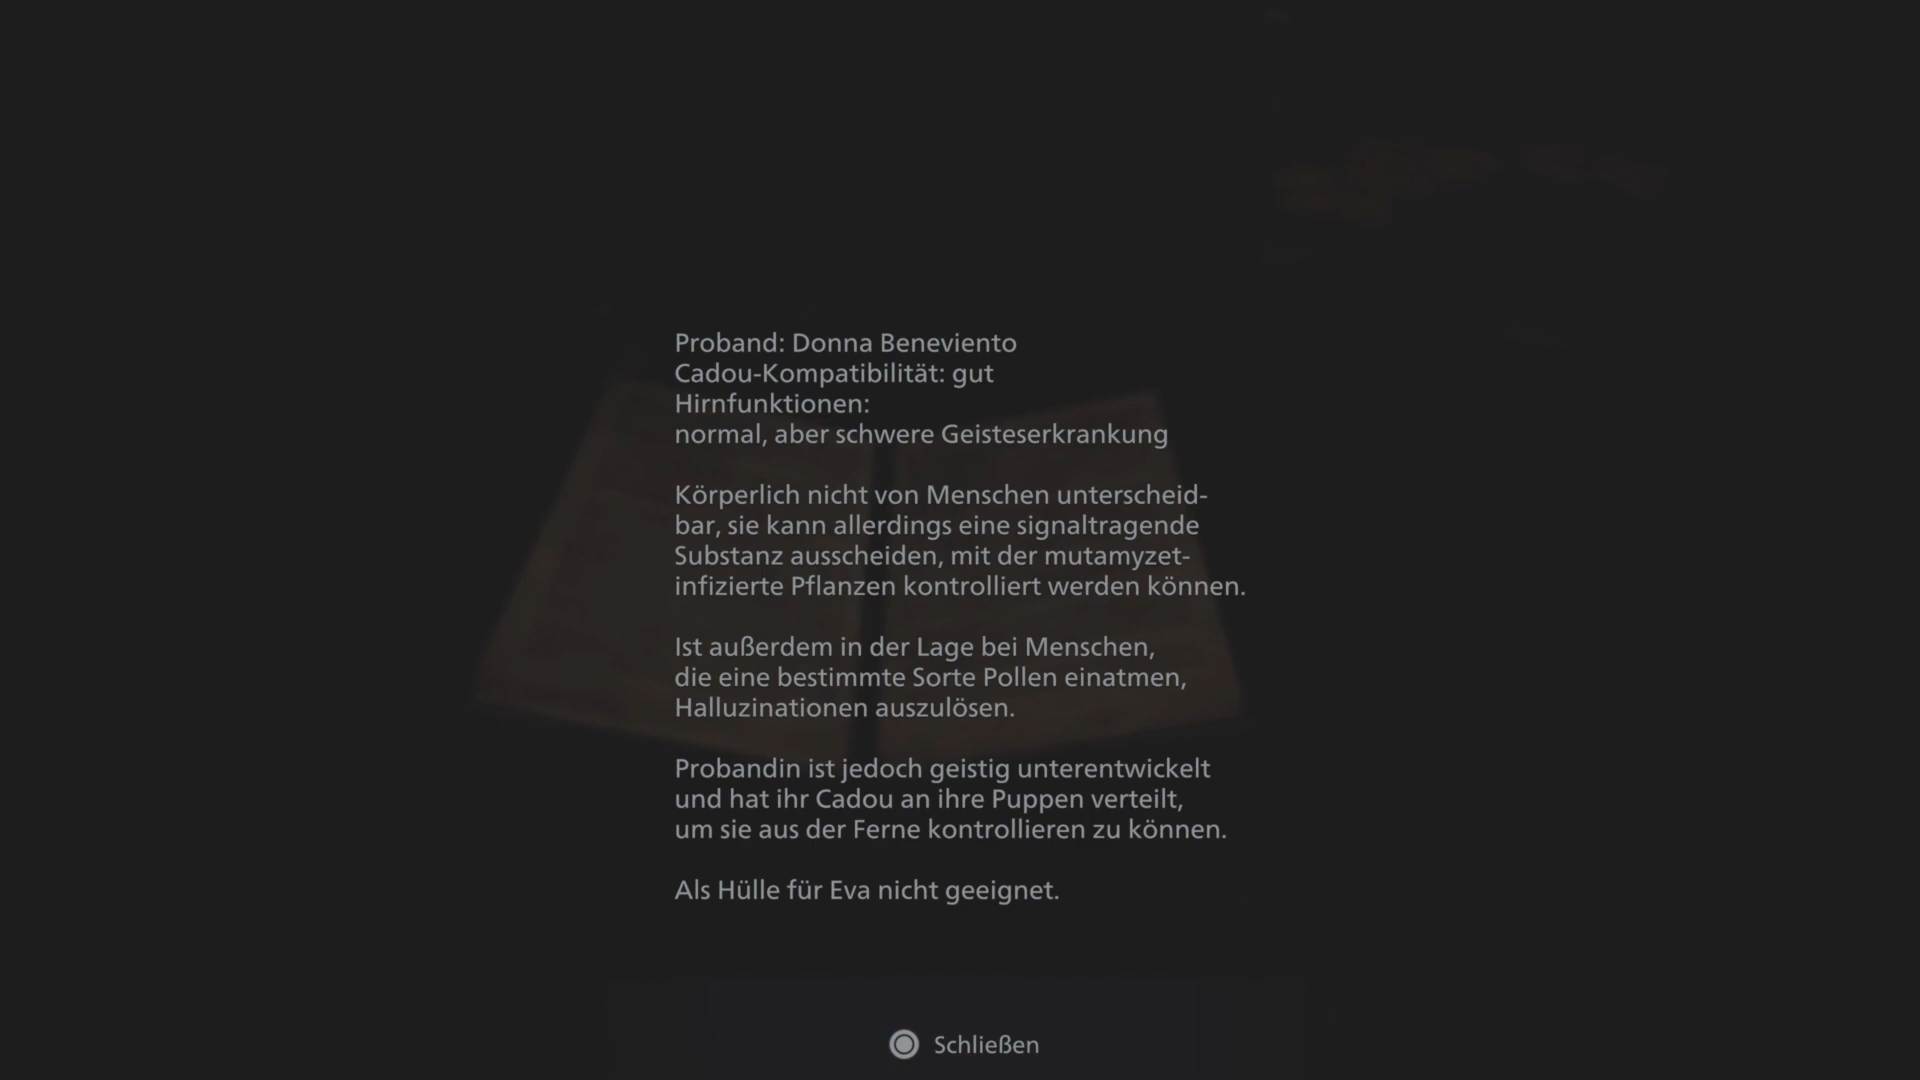 Proband: Donna Beneviento
Cadou-Kompatibilität: gut
Hirnfunktionen:
normal, aber schwere Geisteserkrankung
Körperlich nicht von Menschen unterscheid-
bar, sie kann allerdings eine signaltragende
Substanz ausscheiden, mit der mutamyzet-
infizierte Pflanzen kontrolliert werden können.
Ist außerdem in der Lage bei Menschen,
die eine bestimmte Sorte Pollen einatmen,
Halluzinationen auszulösen.
Probandin ist jedoch geistig unterentwickelt
und hat ihr Cadou an ihre Puppen verteilt,
um sie aus der Ferne kontrollieren zu können.
Als Hülle für Eva nicht geeignet.
Schließen